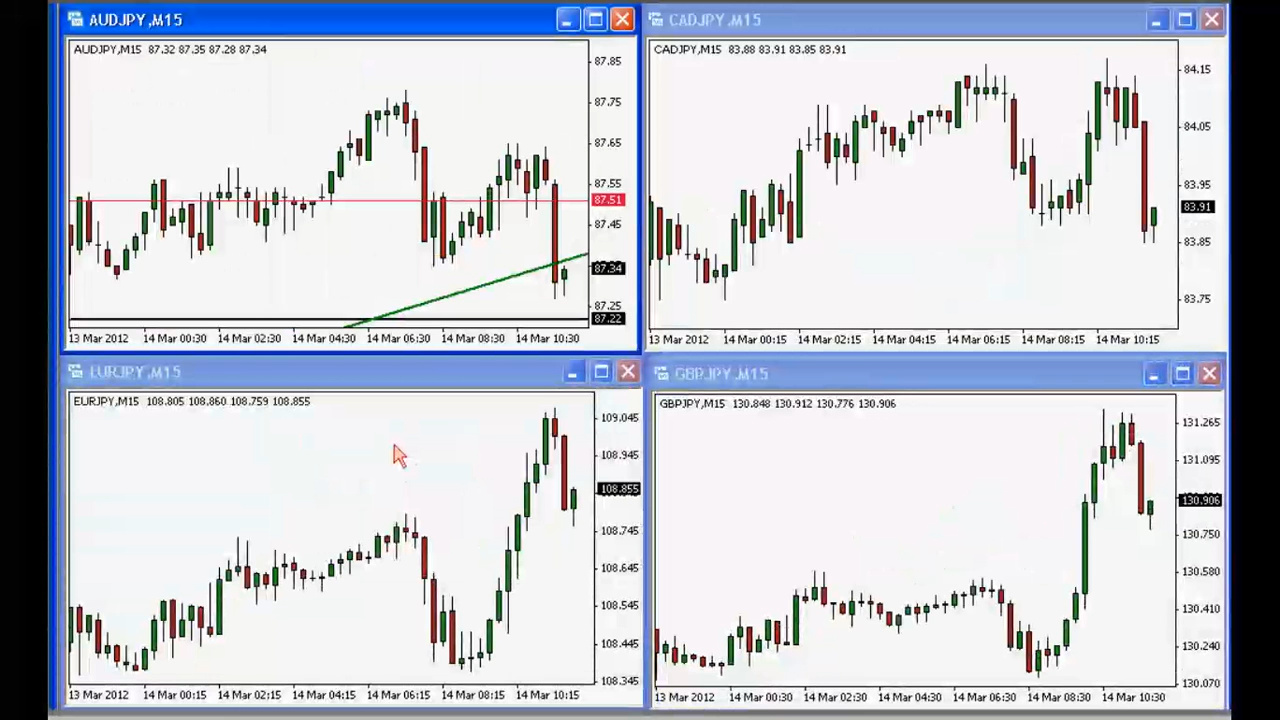 AUDJPY,M15
AUDJPY,M15 87.32 87.35 87.28 87.34
87.85
87.75
87.65
87.55
87.51
87.45
87.34
87.25
87.22
13 Mar 2012 14 Mar 00:30 14 Mar 02:30 14 Mar 04:30 14 Mar 06:30 14 Mar 08:30 14 Mar 10:30
CADJPY,M15
CADJPY,M15 83.88 83.91 83.85 83.91
84.15
84.05
83.95
83.91
83.85
83.75
13 Mar 2012 14 Mar 00:15 14 Mar 02:15 14 Mar 04:15 14 Mar 06:15 14 Mar 08:15 14 Mar 10:15
EURJPY,M15
EURJPY,M15 108.805 108.860 108.759 108.855
109.045
108.945
108.855
108.745
108.645
108.545
108.445
108.345
13 Mar 2012 14 Mar 00:15 14 Mar 02:15 14 Mar 04:15 14 Mar 06:15 14 Mar 08:15 14 Mar 10:15
GBPJPY,M15
GBPJPY,M15 130.848 130.912 130.776 130.906
131.265
131.095
130.906
130.750
130.580
130.410
130.240
130.070
13 Mar 2012 14 Mar 00:30 14 Mar 02:30 14 Mar 04:30 14 Mar 06:30 14 Mar 08:30 14 Mar 10:30